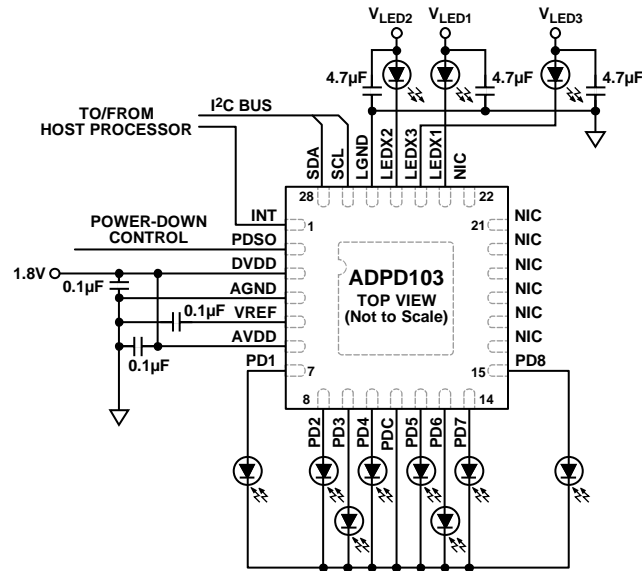 VLED2
VLED1
VLED3
4.7µF
4.7µF
4.7µF
I2C BUS
TO/FROM
HOST PROCESSOR
SDA
SCL
LGND
LEDX2
LEDX3
LEDX1
NIC
28
22
INT
1
21
NIC
POWER-DOWN
CONTROL
PDSO
NIC
1.8V
DVDD
NIC
0.1µF
AGND
NIC
0.1µF
VREF
NIC
AVDD
NIC
0.1µF
ADPD103
TOP VIEW
(Not to Scale)
PD1
7
15
PD8
8
14
PD2
PD3
PD4
PDC
PD5
PD6
PD7